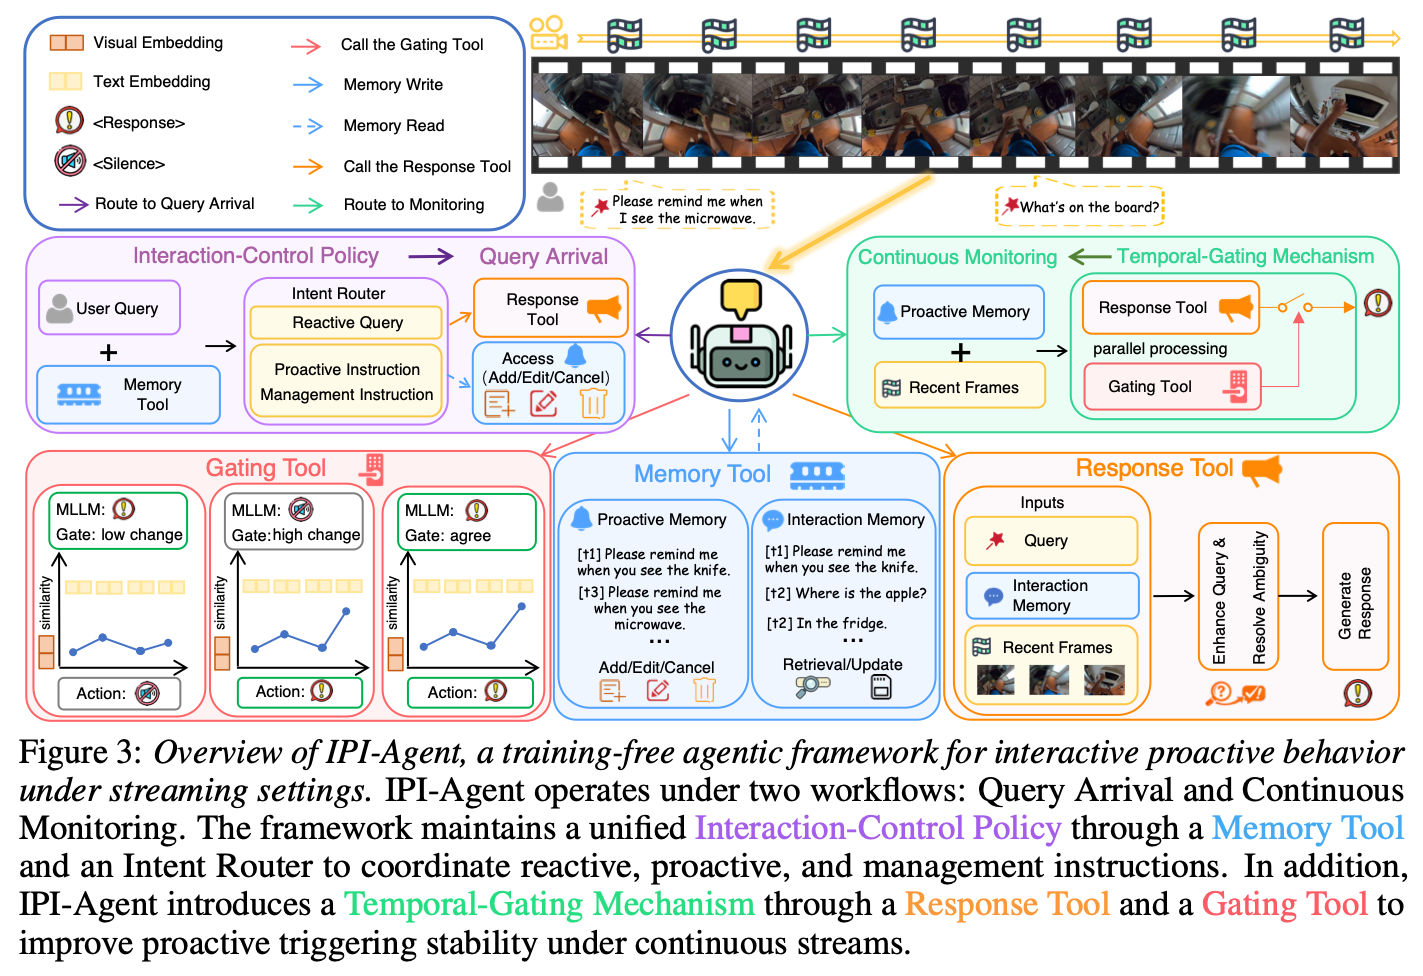 Visual Embedding
Text Embedding
<Response>
<Silence>
Route to Query Arrival
Call the Gating Tool
Memory Write
Memory Read
Call the Response Tool
Route to Monitoring
Please remind me when
I see the microwave.
What's on the board?
Interaction-Control Policy
Query Arrival
User Query
+
Memory
Tool
Intent Router
Reactive Query
Proactive Instruction
Management Instruction
Response
Tool
Access
(Add/Edit/Cancel)
Continuous Monitoring
Temporal-Gating Mechanism
Proactive Memory
+
Recent Frames
Response Tool
parallel processing
Gating Tool
Gating Tool
MLLM:
Gate: low change
similarity
Action:
MLLM:
Gate:high change
similarity
Action:
MLLM:
Gate: agree
similarity
Action:
Memory Tool
Proactive Memory
[t1] Please remind me
when you see the knife.
[t3] Please remind me
when you see the
microwave.
...
Add/Edit/Cancel
Interaction Memory
[t1] Please remind me
when you see the knife.
[t2] Where is the apple?
[t2] In the fridge.
...
Retrieval/Update
Response Tool
Inputs
Query
Interaction
Memory
Recent Frames
Enhance Query &
Resolve Ambiguity
Generate
Response
Figure 3: Overview of IPI-Agent, a training-free agentic framework for interactive proactive behavior
under streaming settings. IPI-Agent operates under two workflows: Query Arrival and Continuous
Monitoring. The framework maintains a unified Interaction-Control Policy through a Memory Tool
and an Intent Router to coordinate reactive, proactive, and management instructions. In addition,
IPI-Agent introduces a Temporal-Gating Mechanism through a Response Tool and a Gating Tool to
improve proactive triggering stability under continuous streams.